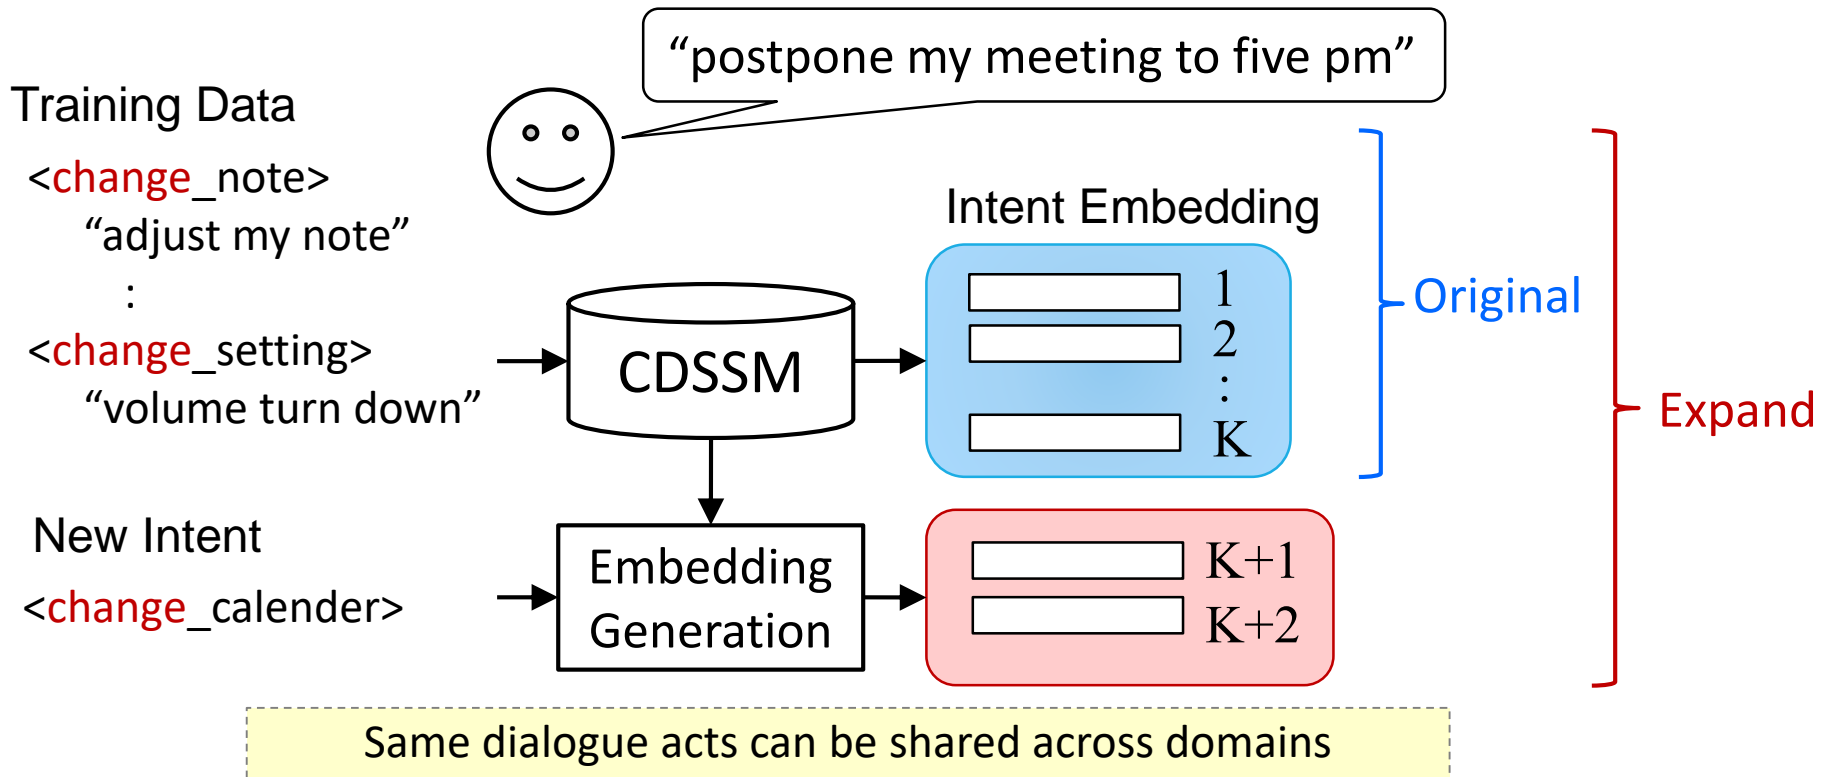 “postpone my meeting to five pm”
Training Data
<change_note>
“adjust my note”
:
<change_setting>
“volume turn down”
CDSSM
Intent Embedding
1
2
:
K
Original
Expand
New Intent
<change_calender>
Embedding
Generation
K+1
K+2
Same dialogue acts can be shared across domains